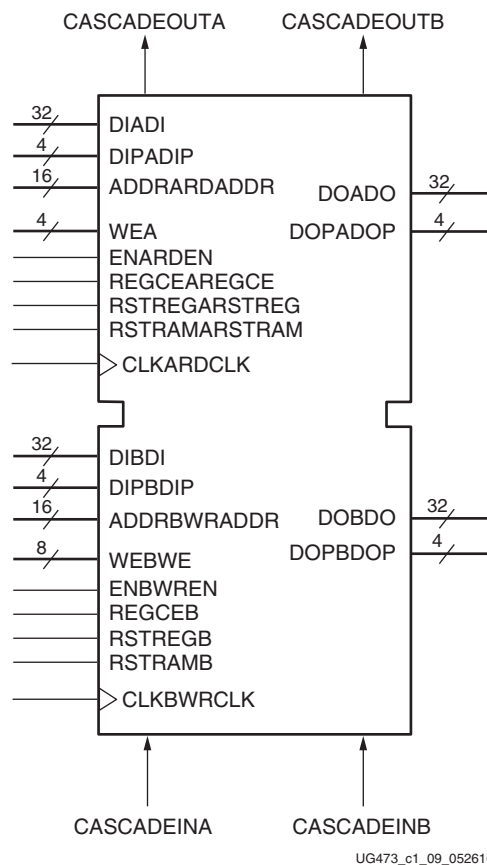 CASCADEOUTA CASCADEOUTB
32 DIADI
4 DIPADIP
16 ADDRARDADDR
DOADO 32
4 WEA
DOPADOP 4
ENARDEN
REGCEAREGCE
RSTREGARSTREG
RSTRAMARSTRAM
CLKARDCLK
32 DIBDI
4 DIPBDIP
16 ADDRBWRADDR
DOBDO 32
8 WEBWE
DOPBDOP 4
ENBWREN
REGCEB
RSTREGB
RSTRAMB
CLKBWRCLK
CASCADEINA CASCADEINB